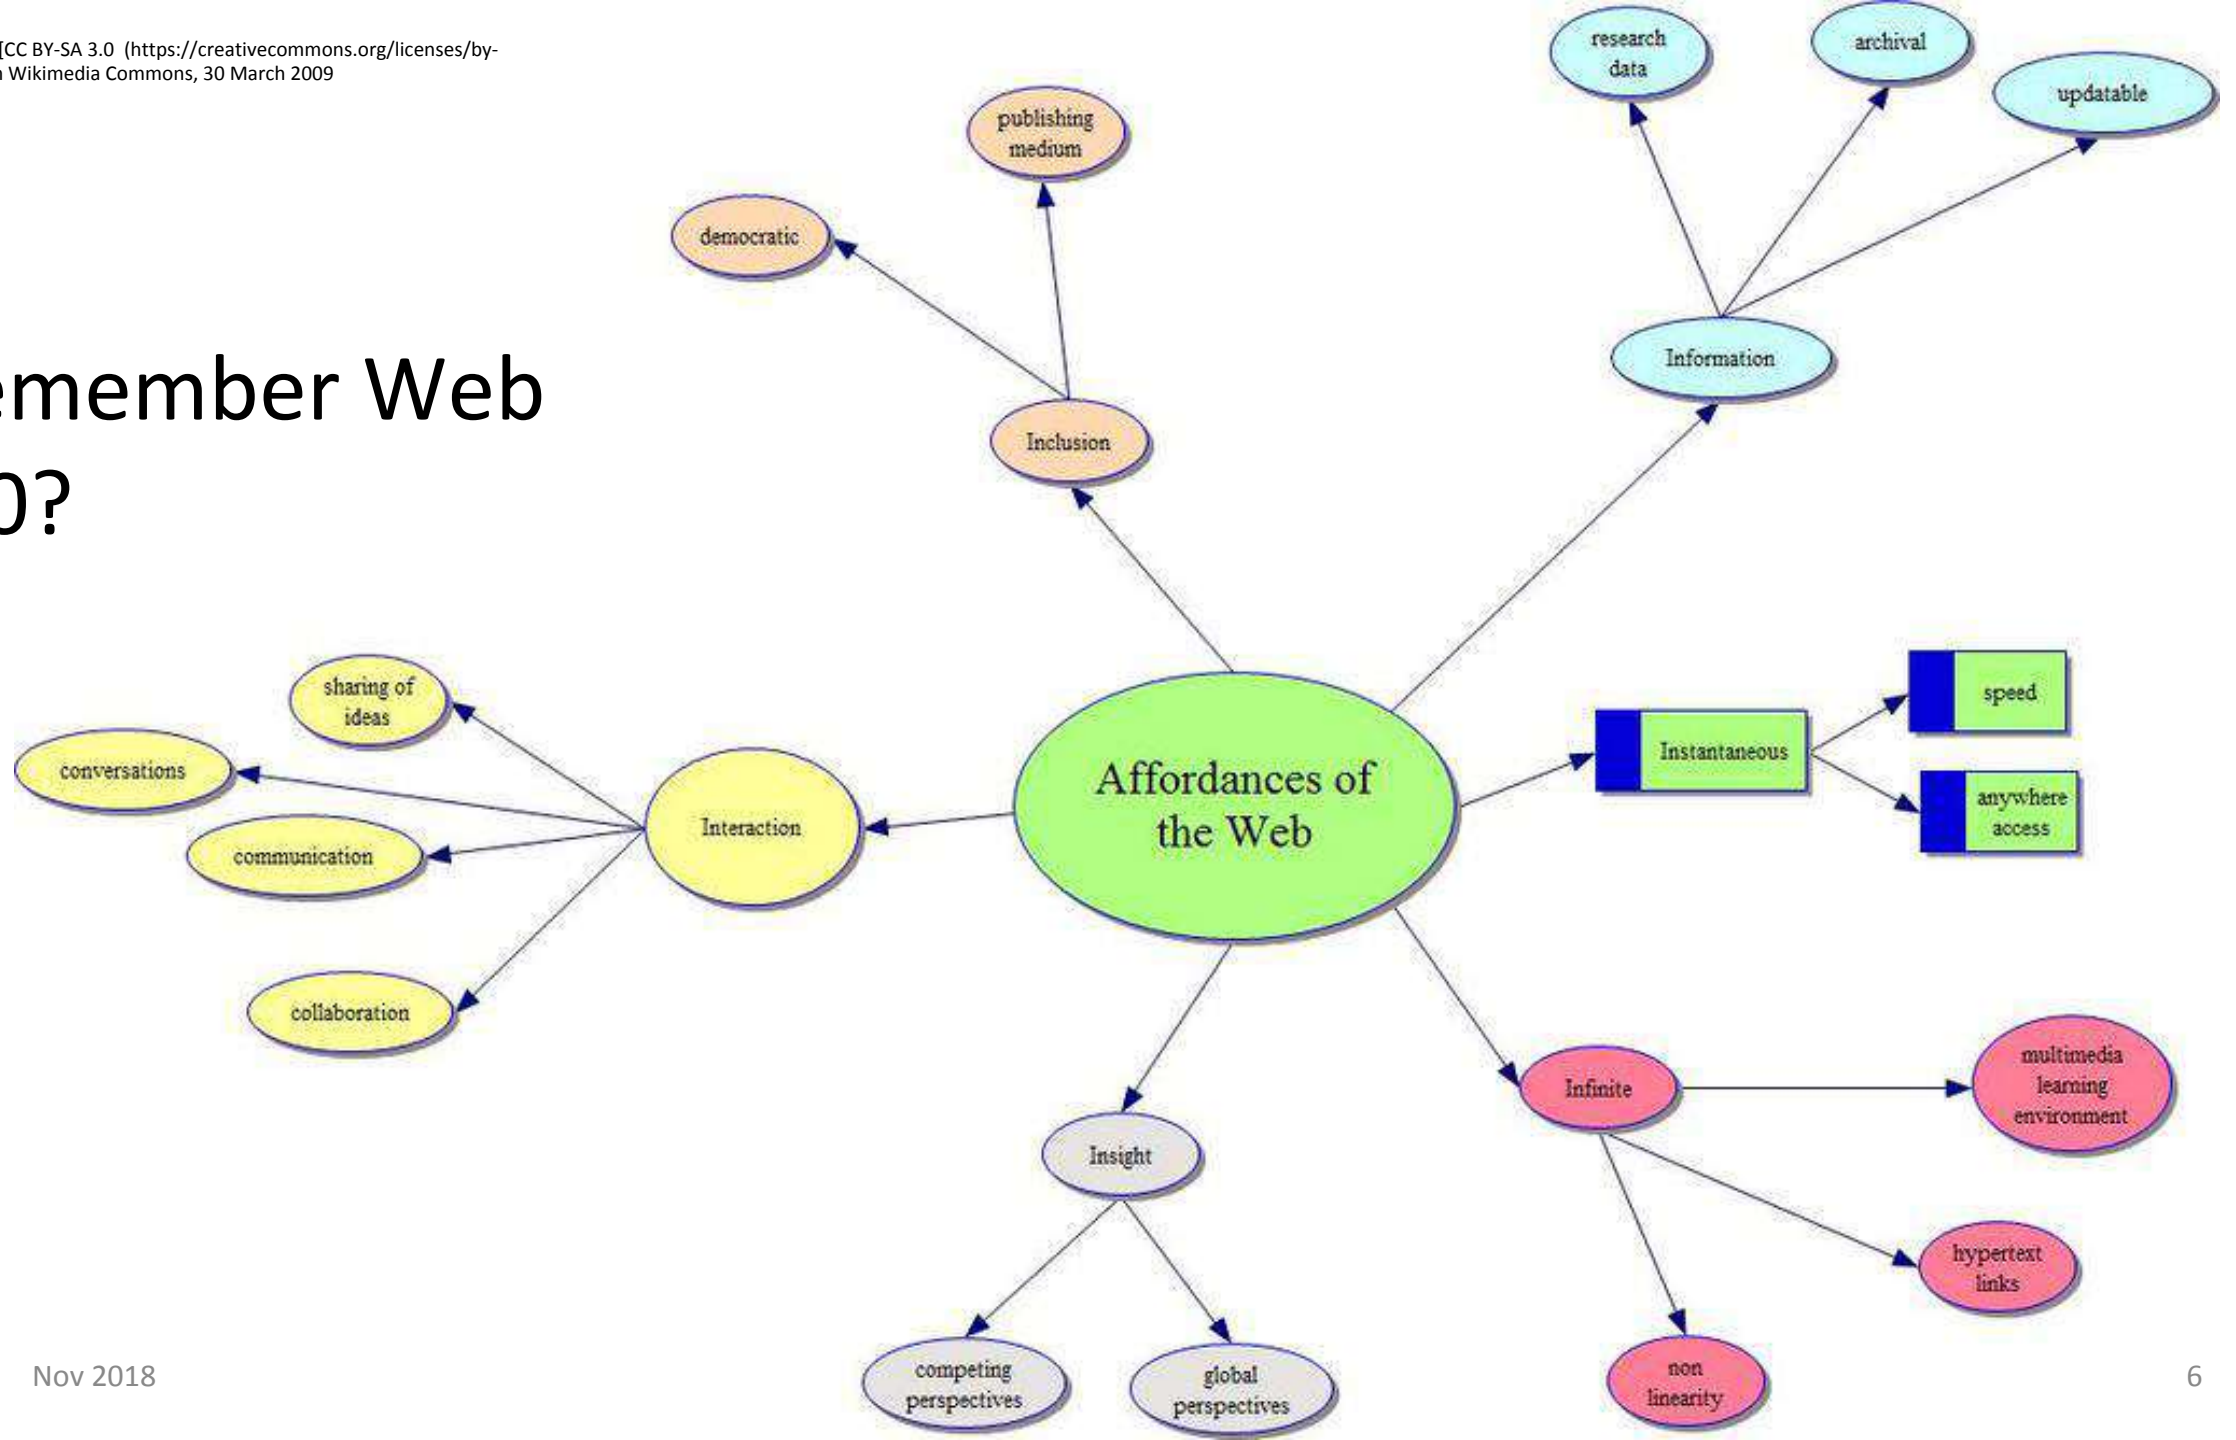 [CC BY-SA 3.0 (https://creativecommons.org/licenses/by-
n Wikimedia Commons, 30 March 2009
emember Web
0?
publishing
medium
democratic
Inclusion
research
data
archival
updatable
Information
sharing of
ideas
conversations
communication
collaboration
Interaction
Affordances of
the Web
Instantaneous
speed
anywhere
access
Insight
competing
perspectives
global
perspectives
Infinite
multimedia
learning
environment
hypertext
links
non
linearity
Nov 2018
6